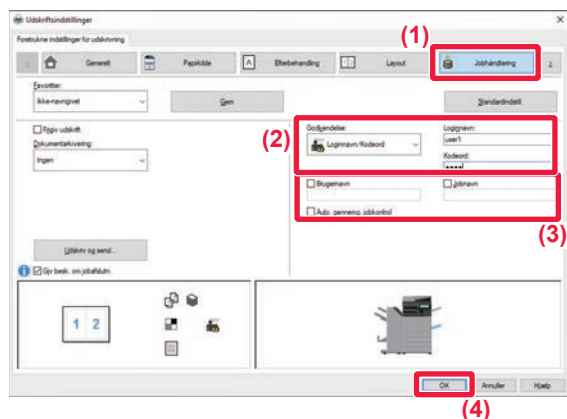 Udskriftsindstillinger
Foretrukne indstillinger for udskrivning
(1)
Generelt Papirkilde Efterbehandling Layout Jobhåndtering
Favoritter:
Ikke-navngivet Gem Standardindstill.
(2)
Frigiv udskrift
Dokumentarkivering:
Ingen
Godkendelse:
Loginnavn/Kodeord
Loginnavn:
user1
Kodeord:
••••
Brugernavn Jobnavn
Auto. gennemg. jobkontrol
(3)
Udskriv og send...
Giv besk. om jobafslutn.
1 2
OK Annuller Hjælp
(4)